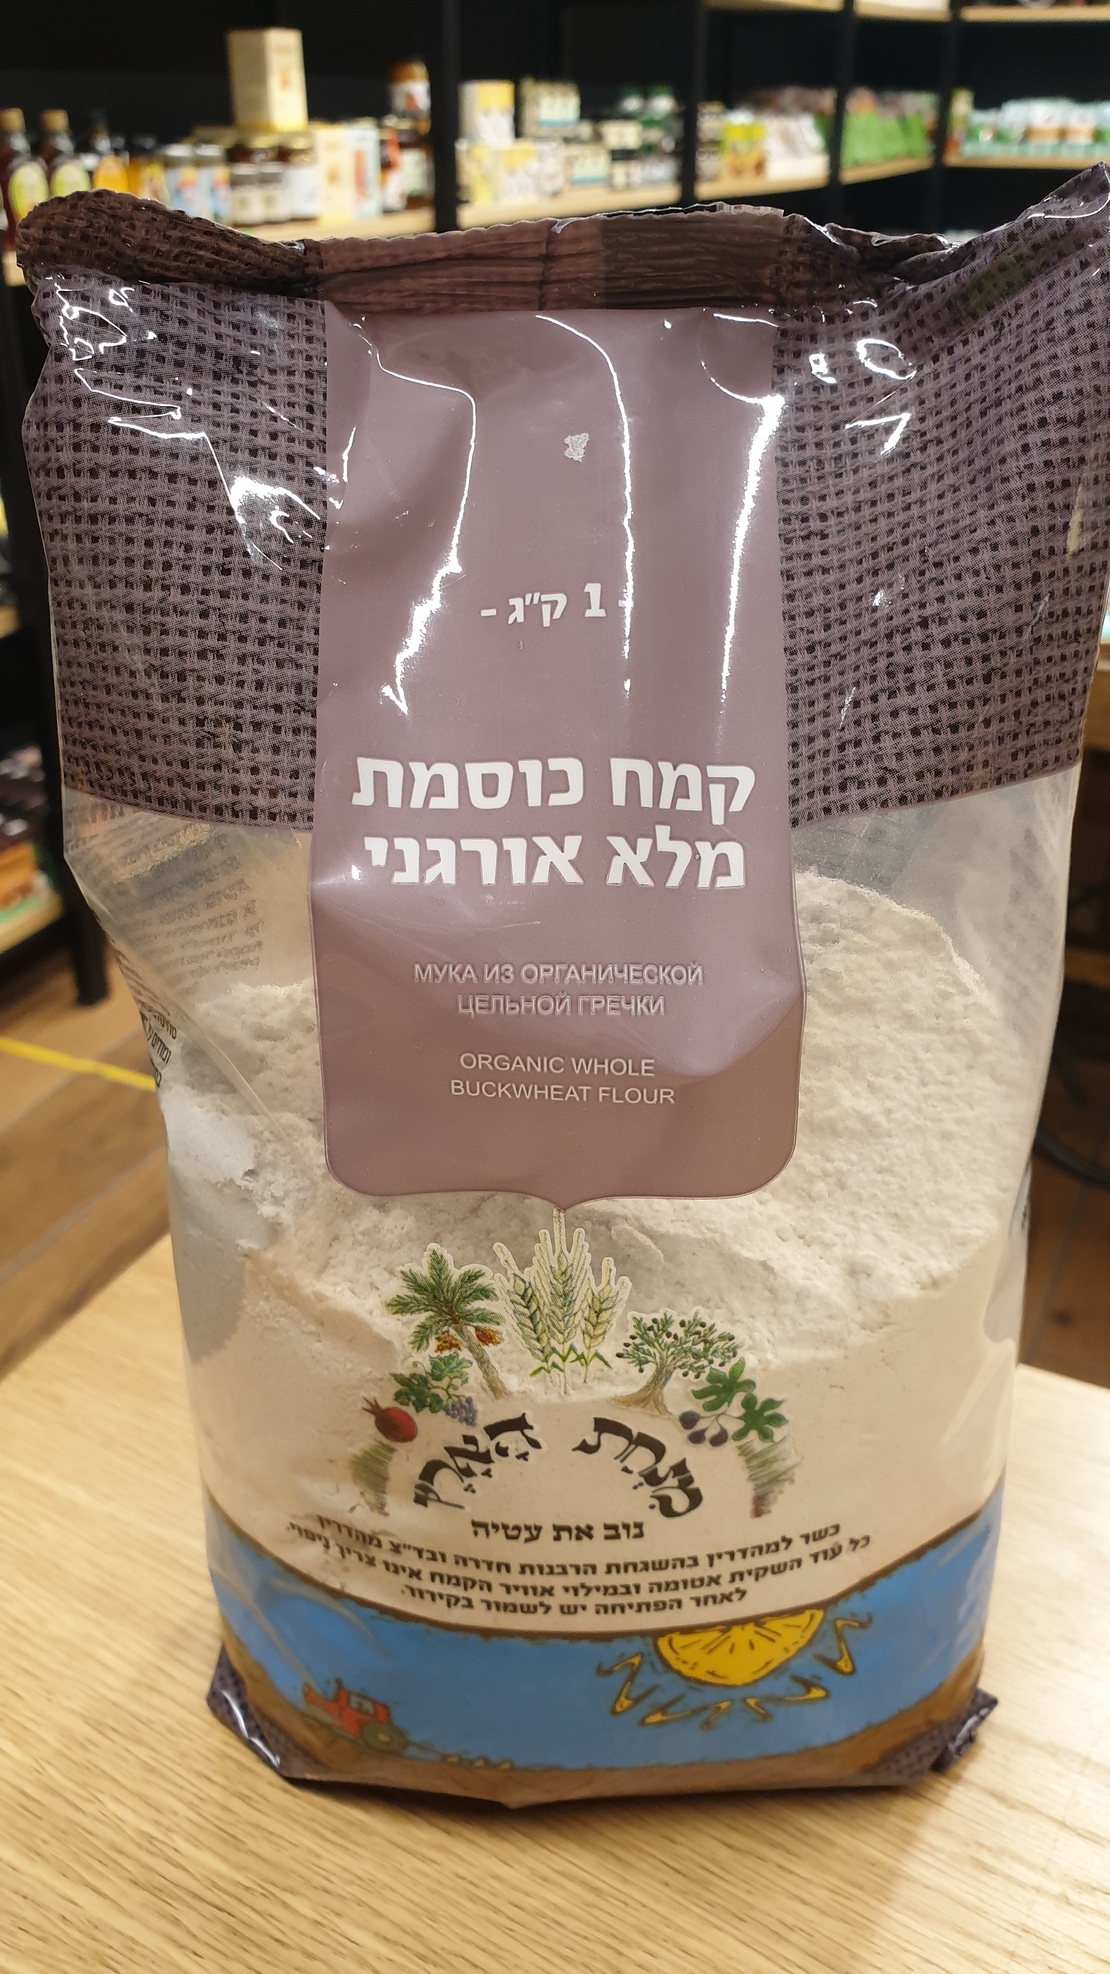 - 1 ק"ג -
קמח כוסמת
מלא אורגני
МУКА ИЗ ОРГАНИЧЕСКОЙ
ЦЕЛЬНОЙ ГРЕЧКИ
ORGANIC WHOLE
BUCKWHEAT FLOUR
מִנְחַת הָאָרֶץ
נוב את עטיה
כשר למהדרין בהשגחת הרבנות חדרה ובד"צ מהדרין
כל עוד השקית אטומה ובמילוי אוויר הקמח אינו צריך ניפוי.
לאחר הפתיחה יש לשמור בקירור.